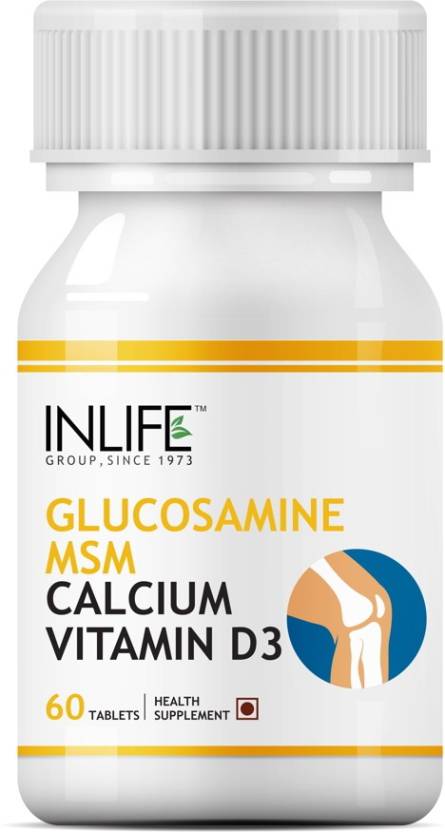 INLIFE™
GROUP, SINCE 1973
GLUCOSAMINE
MSM
CALCIUM
VITAMIN D3
60 TABLETS
HEALTH
SUPPLEMENT